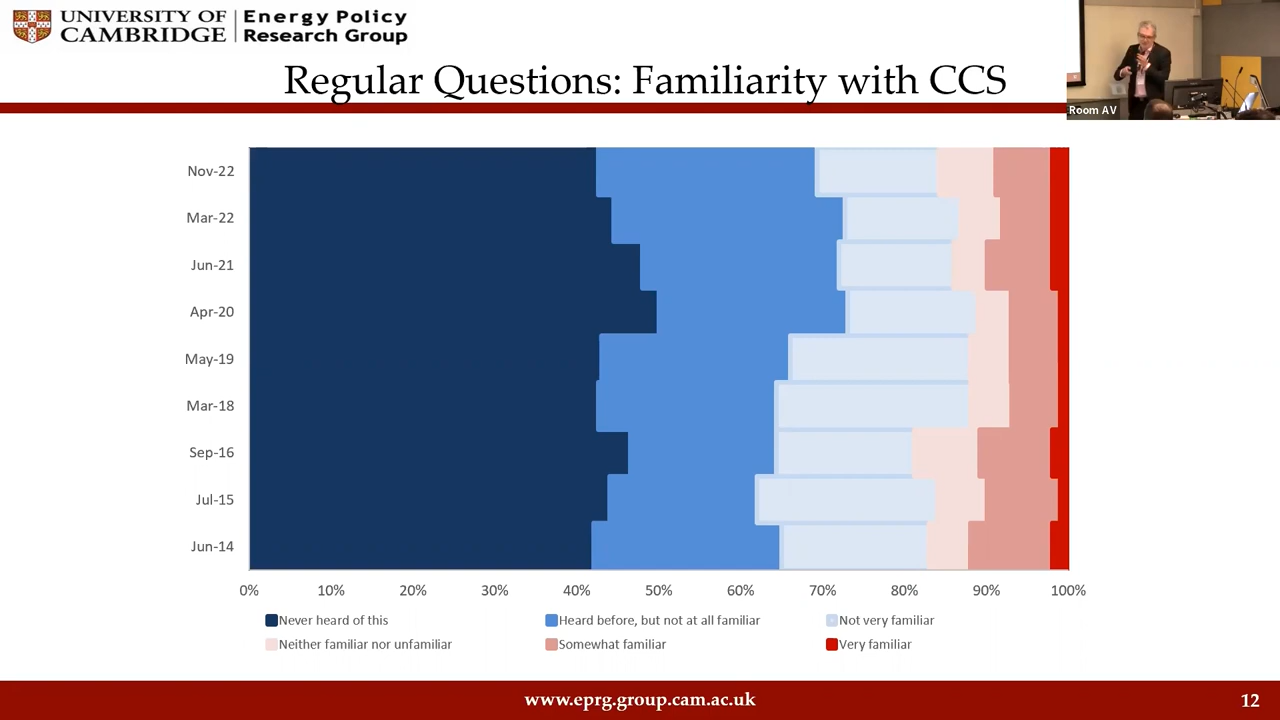 UNIVERSITY OF
CAMBRIDGE
Energy Policy
Research Group
Regular Questions: Familiarity with CCS
Room AV
Nov-22
Mar-22
Jun-21
Apr-20
May-19
Mar-18
Sep-16
Jul-15
Jun-14
0% 10% 20% 30% 40% 50% 60% 70% 80% 90% 100%
Never heard of this
Heard before, but not at all familiar
Not very familiar
Neither familiar nor unfamiliar
Somewhat familiar
Very familiar
www.eprg.group.cam.ac.uk
12